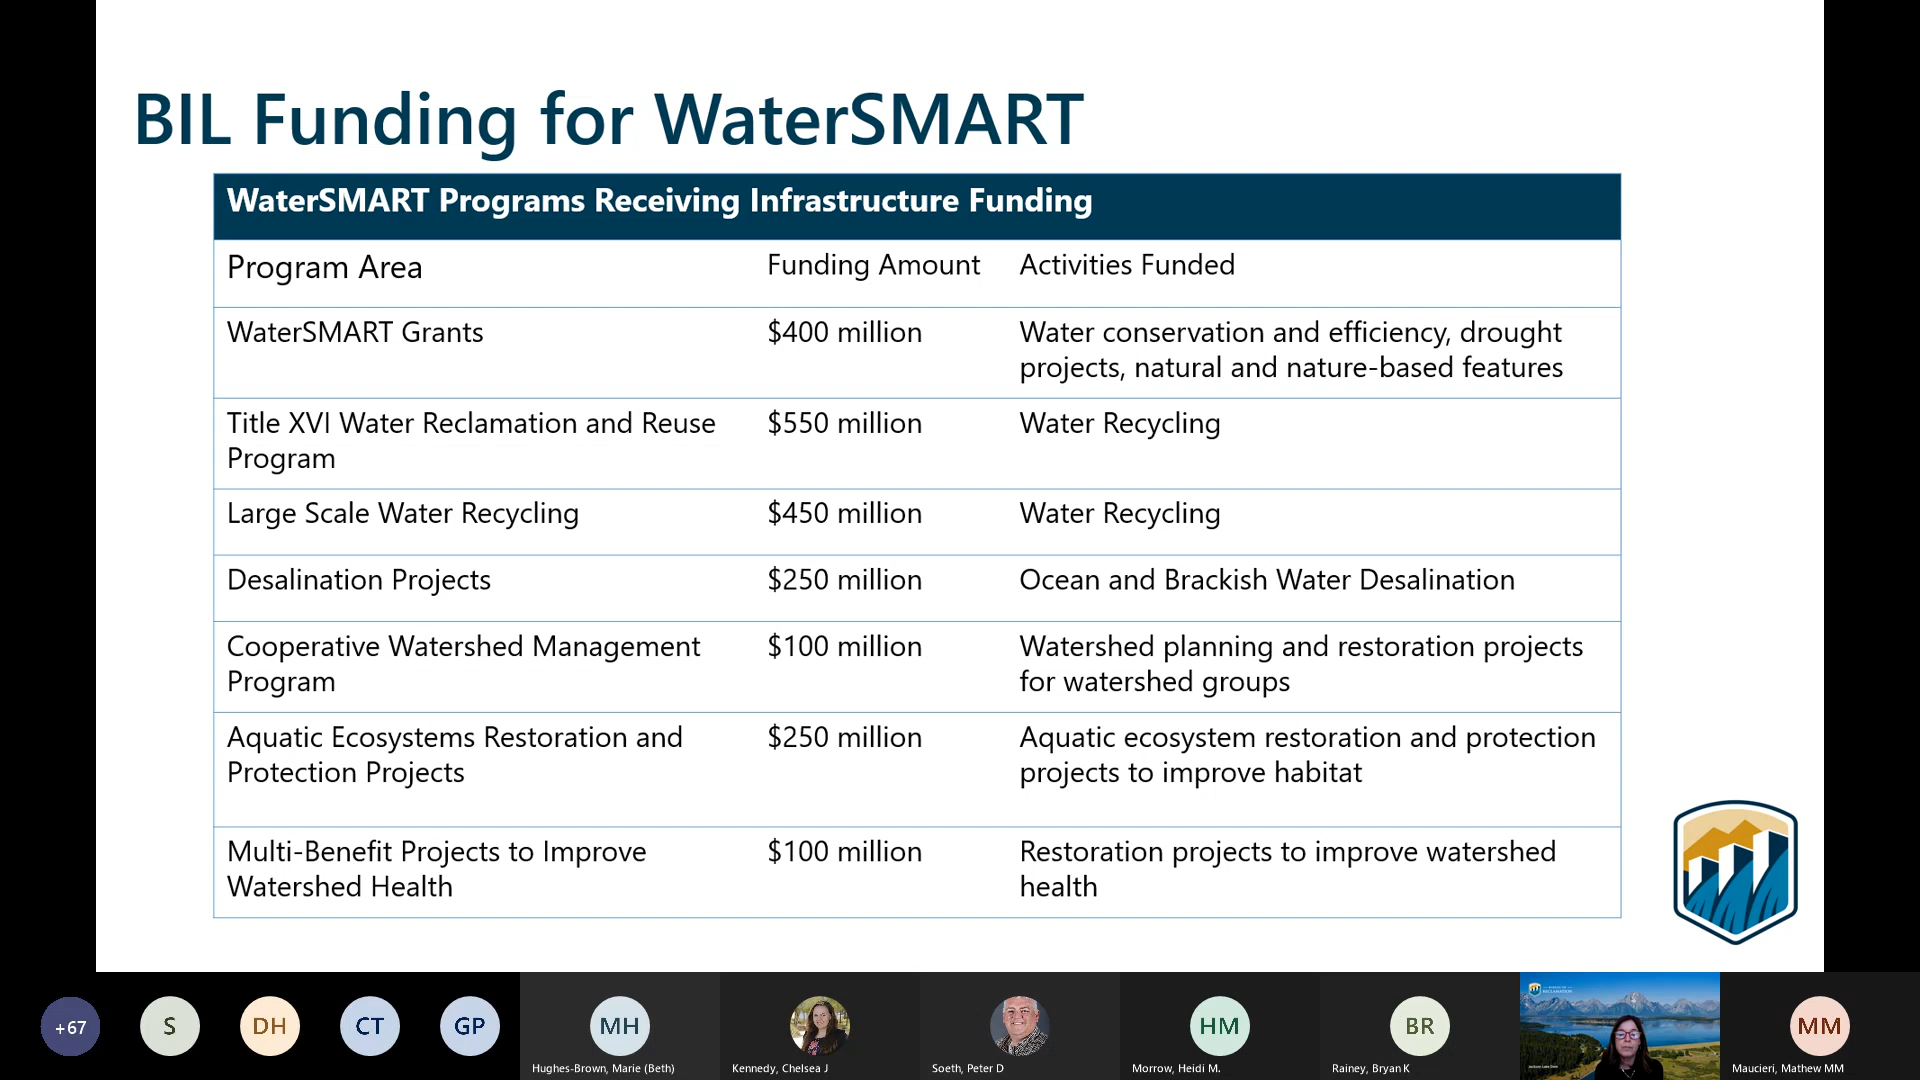 BIL Funding for WaterSMART
WaterSMART Programs Receiving Infrastructure Funding
Program Area Funding Amount Activities Funded
WaterSMART Grants $400 million Water conservation and efficiency, drought
projects, natural and nature-based features
Title XVI Water Reclamation and Reuse $550 million Water Recycling
Program
Large Scale Water Recycling $450 million Water Recycling
Desalination Projects $250 million Ocean and Brackish Water Desalination
Cooperative Watershed Management $100 million Watershed planning and restoration projects
Program for watershed groups
Aquatic Ecosystems Restoration and $250 million Aquatic ecosystem restoration and protection
Protection Projects projects to improve habitat
Multi-Benefit Projects to Improve $100 million Restoration projects to improve watershed
Watershed Health health
+67 S DH CT GP MH HM BR MM
RECLAMATION
Hughes-Brown, Marie (Beth) Kennedy, Chelsea J Soeth, Peter D Morrow, Heidi M. Rainey, Bryan K Maucieri, Mathew MM